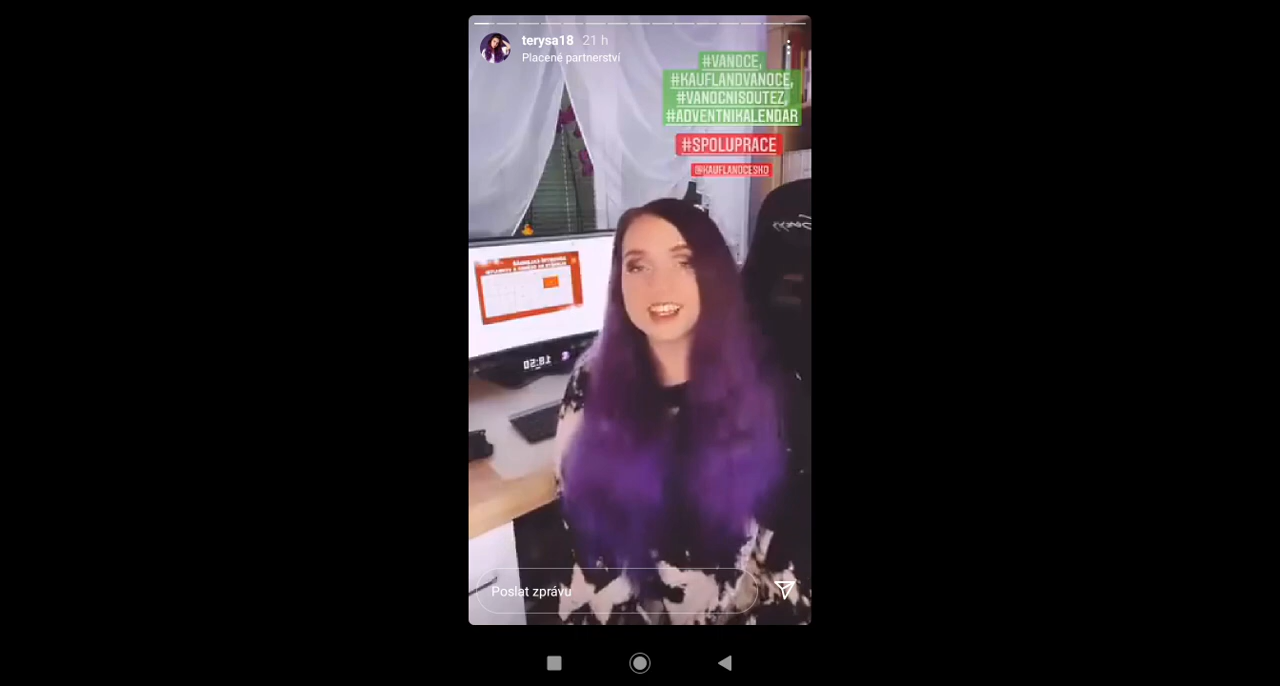 terysa18 21 h
Placené partnerství
#VANOCE,
#KAUFLANDVANOCE,
#VANOCNISOUTEZ,
#ADVENTNIKALENDAR
#SPOLUPRACE
@KAUFLANDCESKO
Poslat zprávu